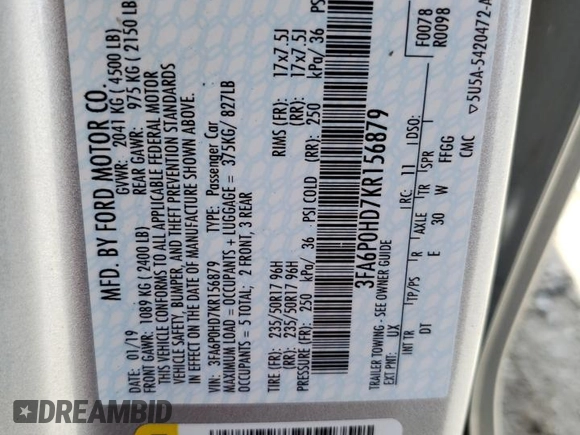 MFD. BY FORD MOTOR CO.
DATE: 01/19 GVWR: 2041 KG ( 4500 LB)
FRONT GAWR: 1089 KG (2400 LB) REAR GAWR: 975 KG (2150 LB)
THIS VEHICLE CONFORMS TO ALL APPLICABLE FEDERAL MOTOR
VEHICLE SAFETY, BUMPER, AND THEFT PREVENTION STANDARDS
IN EFFECT ON THE DATE OF MANUFACTURE SHOWN ABOVE.
VIN: 3FA6P0HD7KR156879 TYPE: Passenger Car
MAXIMUM LOAD = OCCUPANTS + LUGGAGE = 375KG/ 827LB
OCCUPANTS = 5 TOTAL; 2 FRONT, 3 REAR
TIRE (FR): 235/50R17 96H RIMS (FR): 17x7.5J
(RR): 235/50R17 96H (RR): 17x7.5J
PRESSURE (FR): 250 kPa/ 36 PSI COLD (RR): 250 kPa/ 36 PS
3FA6P0HD7KR156879
F0078
R0098
TRAILER TOWING - SEE OWNER GUIDE
EXT PNT: UX RC: 11 DSO:
INT TR TP/PS R AXLE TR SPR
DT E 30 W FFGG
CMC ▽5U5A-5420472-A
DREAMBID